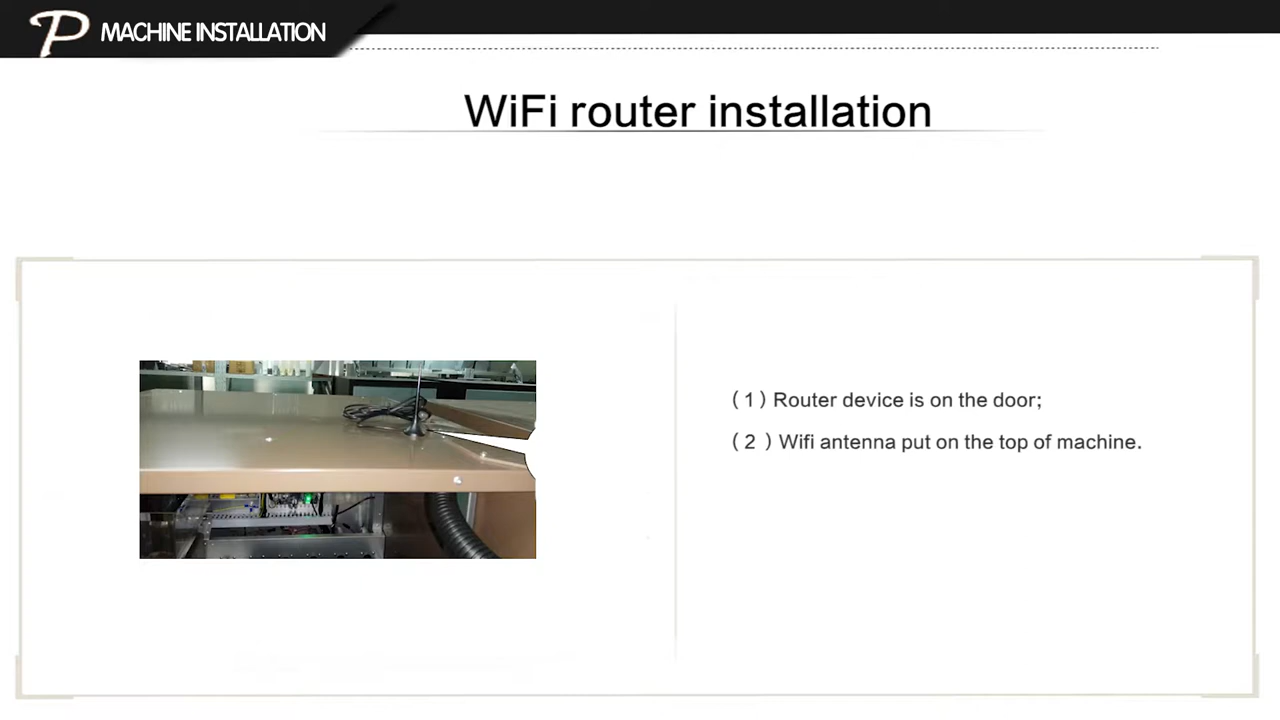 P MACHINE INSTALLATION
WiFi router installation
(1) Router device is on the door;
(2 ) Wifi antenna put on the top of machine.